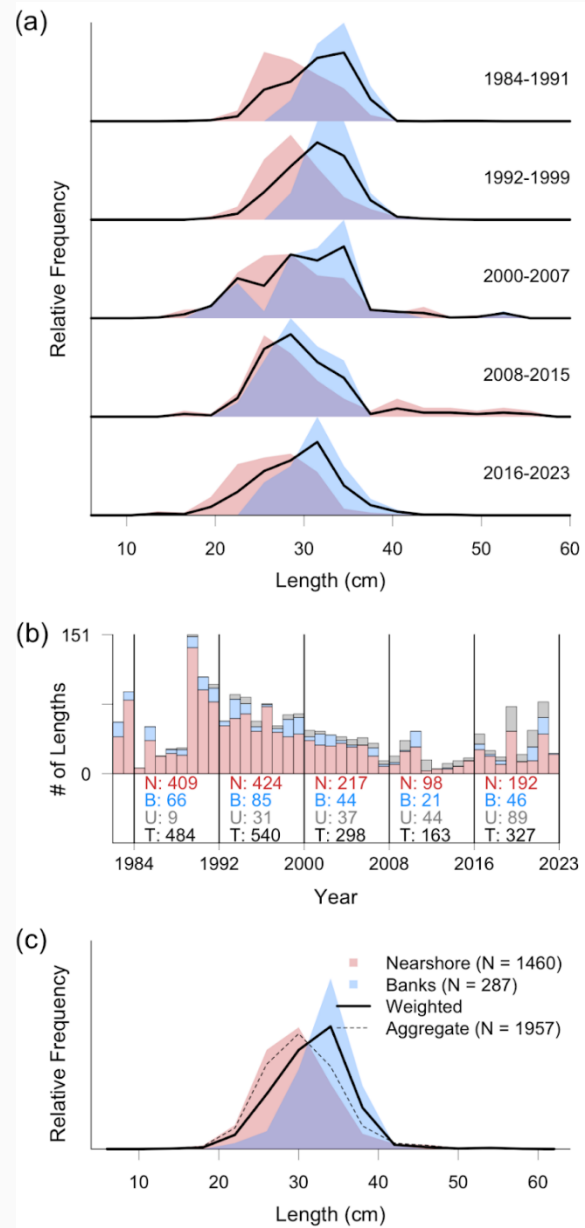 (a)
1984-1991
1992-1999
2000-2007
2008-2015
2016-2023
Relative Frequency
10 20 30 40 50 60
Length (cm)
(b)
151
0
# of Lengths
N: 409 N: 424 N: 217 N: 98 N: 192
B: 66 B: 85 B: 44 B: 21 B: 46
U: 9 U: 31 U: 37 U: 44 U: 89
T: 484 T: 540 T: 298 T: 163 T: 327
1984 1992 2000 2008 2016 2023
Year
(c)
Nearshore (N = 1460)
Banks (N = 287)
Weighted
Aggregate (N = 1957)
Relative Frequency
10 20 30 40 50 60
Length (cm)